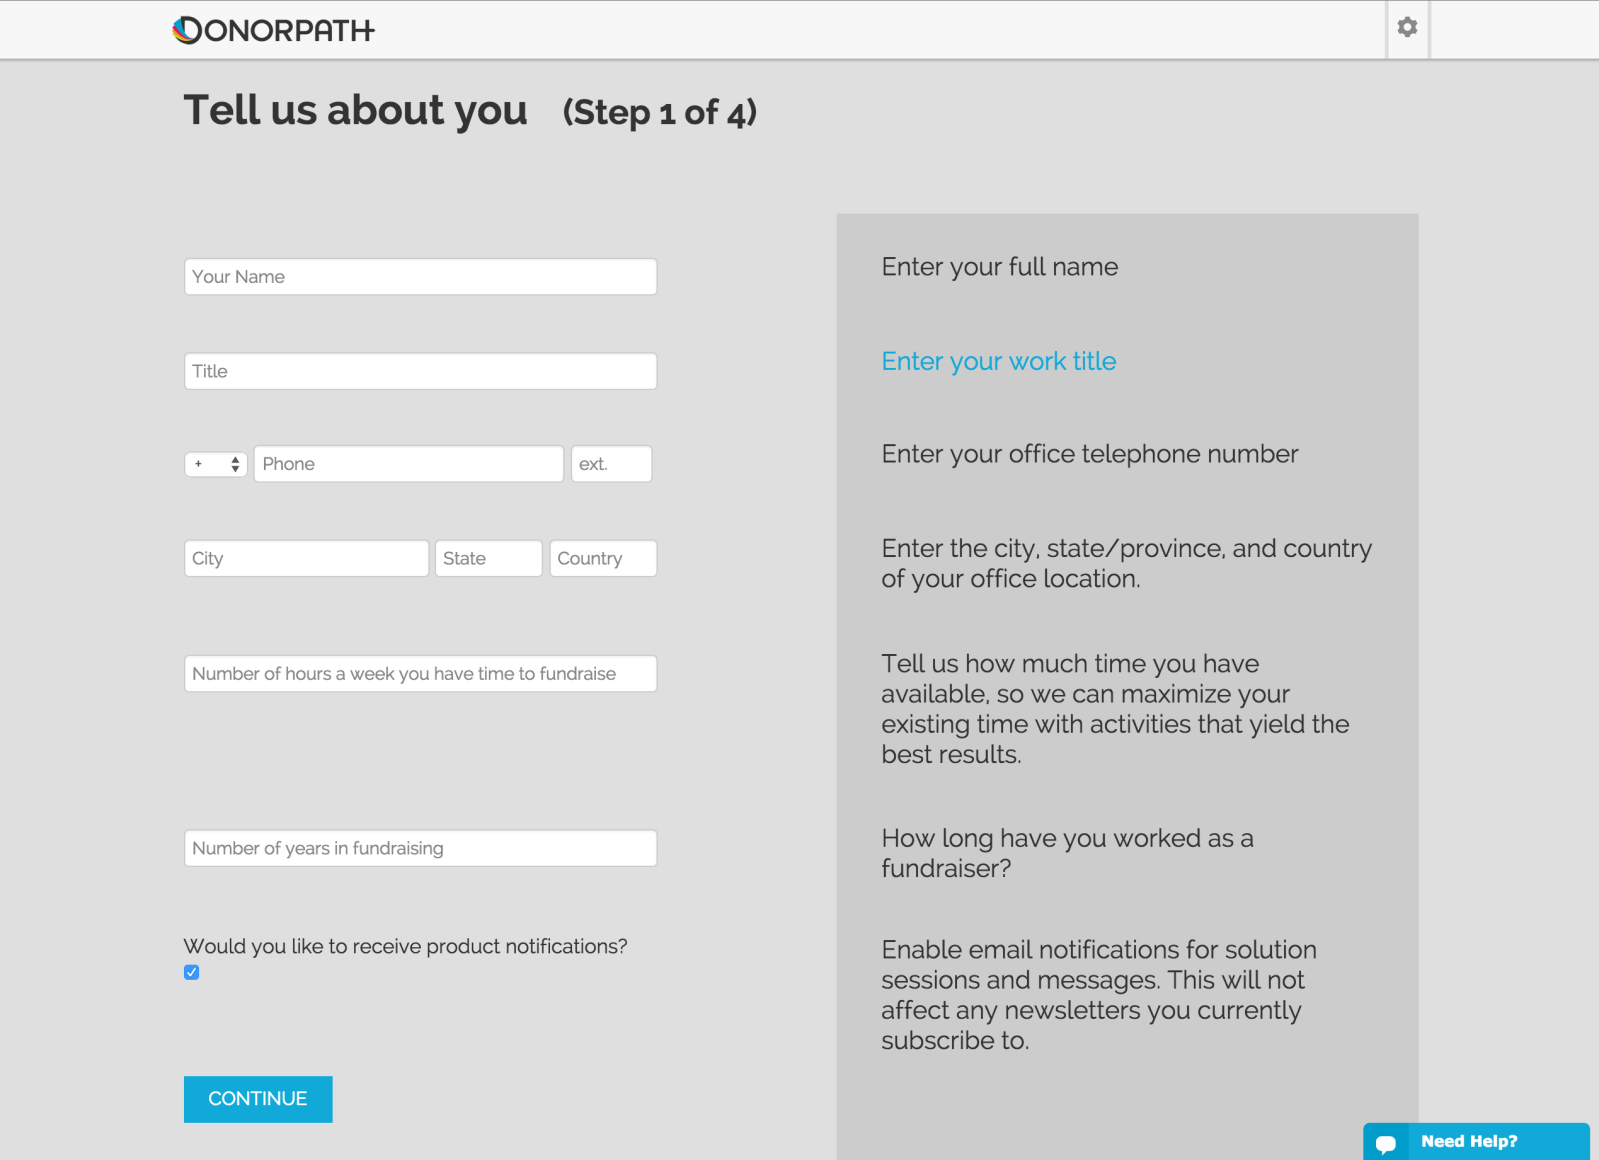 DONORPATH
Tell us about you (Step 1 of 4)
Your Name
Enter your full name
Title
Enter your work title
+ Phone ext.
Enter your office telephone number
City State Country
Enter the city, state/province, and country
of your office location.
Number of hours a week you have time to fundraise
Tell us how much time you have
available, so we can maximize your
existing time with activities that yield the
best results.
Number of years in fundraising
How long have you worked as a
fundraiser?
Would you like to receive product notifications?
Enable email notifications for solution
sessions and messages. This will not
affect any newsletters you currently
subscribe to.
CONTINUE
Need Help?